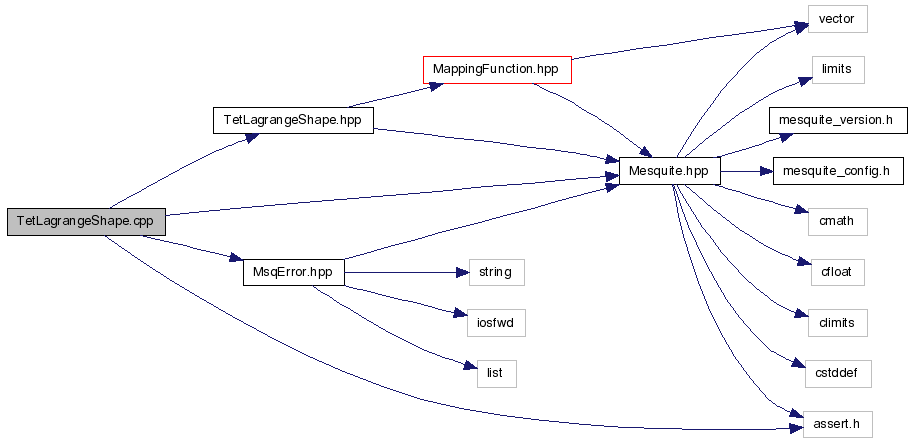 vector
MappingFunction.hpp
limits
TetLagrangeShape.hpp
mesquite_version.h
Mesquite.hpp
mesquite_config.h
TetLagrangeShape.cpp
cmath
MsqError.hpp
string
cfloat
iosfwd
climits
list
cstddef
assert.h